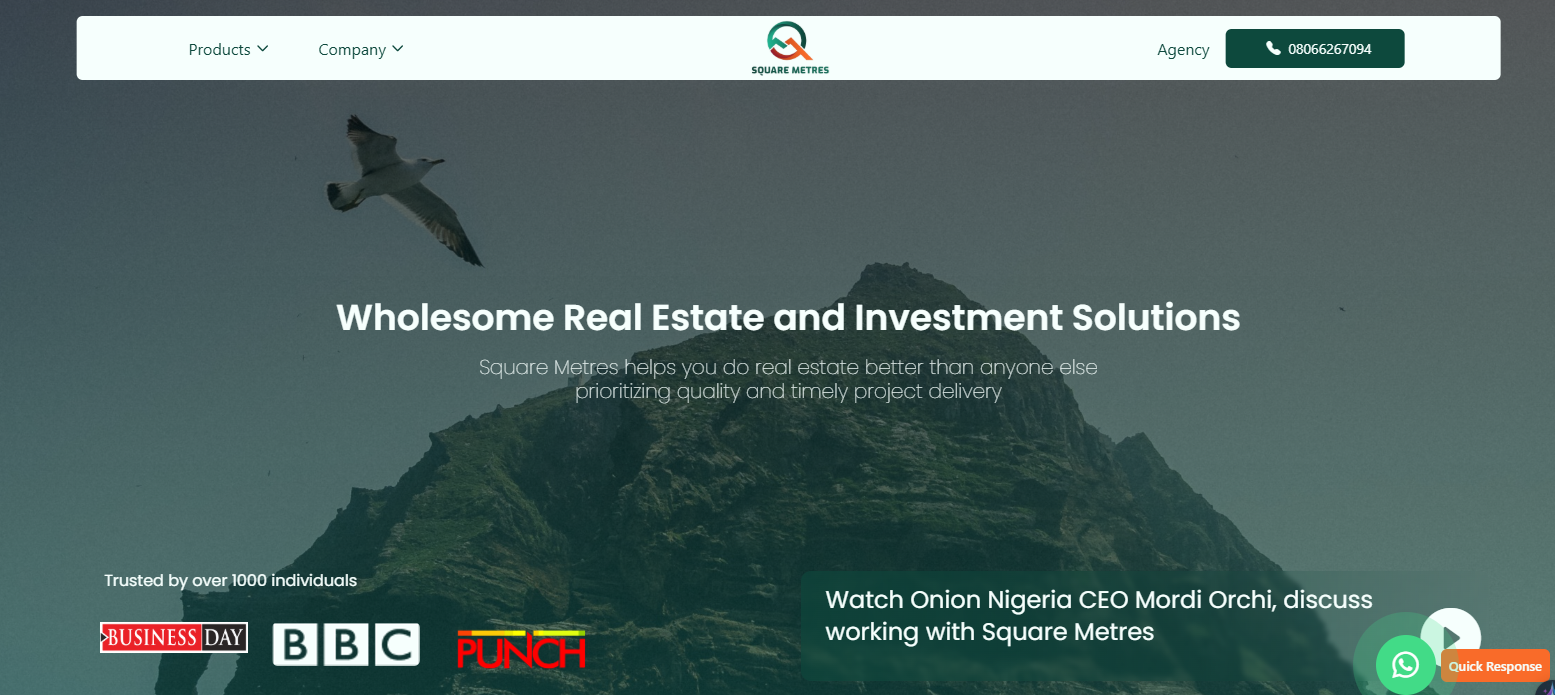 Products
Company
SQUARE METRES
Agency
08066267094
Wholesome Real Estate and Investment Solutions
Square Metres helps you do real estate better than anyone else
prioritizing quality and timely project delivery
Trusted by over 1000 individuals
BUSINESS DAY
BBC
PUNCH
Watch Onion Nigeria CEO Mordi Orchi, discuss
working with Square Metres
Quick Response